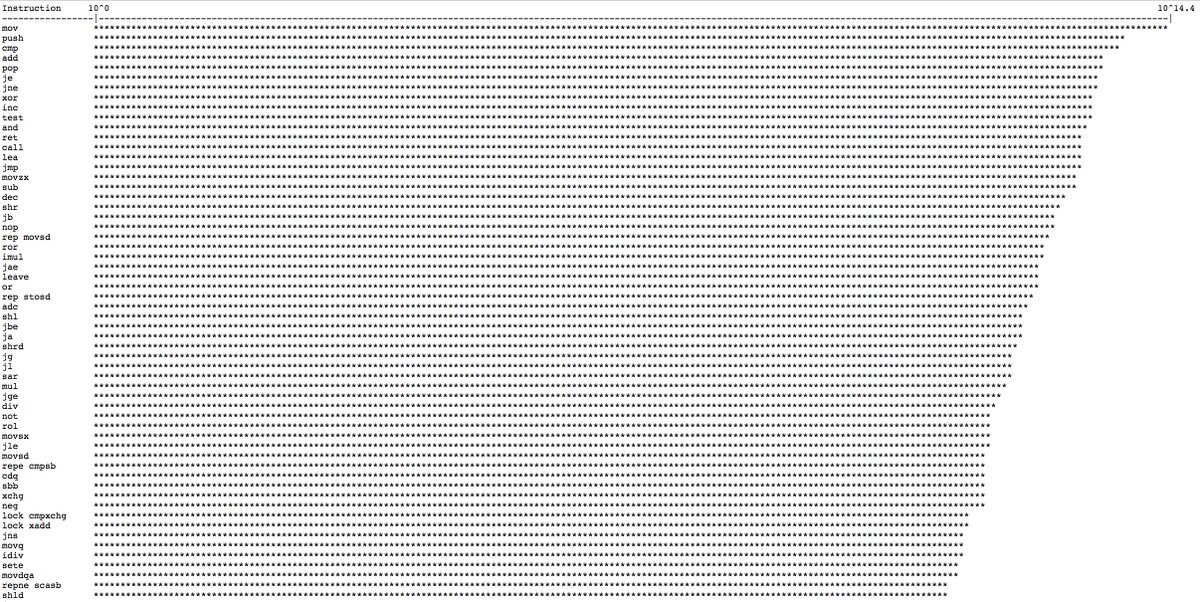 Instruction 10^0 10^14.4
mov
push
cmp
add
pop
je
jne
xor
inc
test
and
ret
call
lea
jmp
movzx
sub
dec
shr
jb
nop
rep movsd
ror
imul
jae
leave
or
rep stosd
adc
shl
jbe
ja
shrd
jg
jl
sar
mul
jge
div
not
rol
movsx
jle
movsd
repe cmpsb
cdq
sbb
xchg
neg
lock cmpxchg
lock xadd
jns
movq
idiv
sete
movdqa
repne scasb
shld